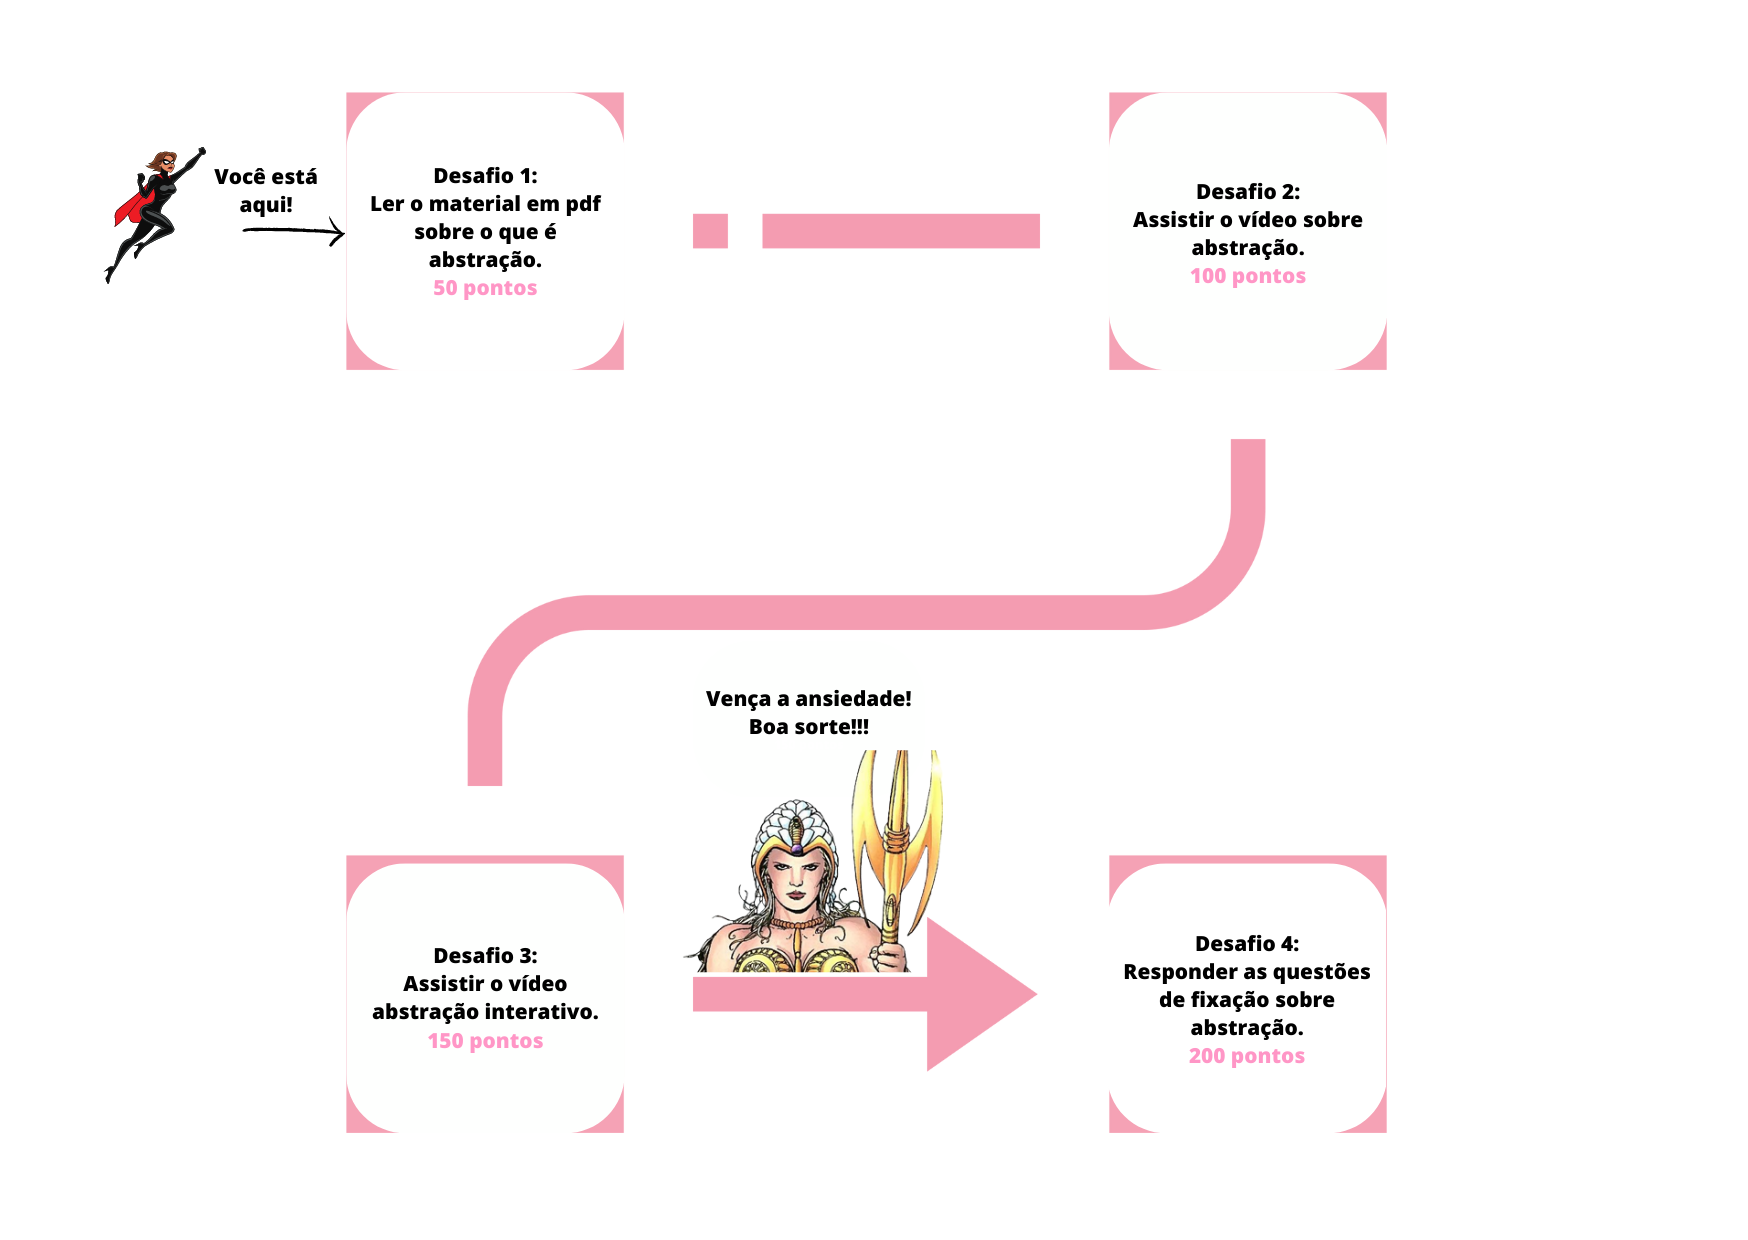 Você está
aqui!
Desafio 1:
Ler o material em pdf
sobre o que é
abstração.
50 pontos
Desafio 2:
Assistir o vídeo sobre
abstração.
100 pontos
Vença a ansiedade!
Boa sorte!!!
Desafio 3:
Assistir o vídeo
abstração interativo.
150 pontos
Desafio 4:
Responder as questões
de fixação sobre
abstração.
200 pontos